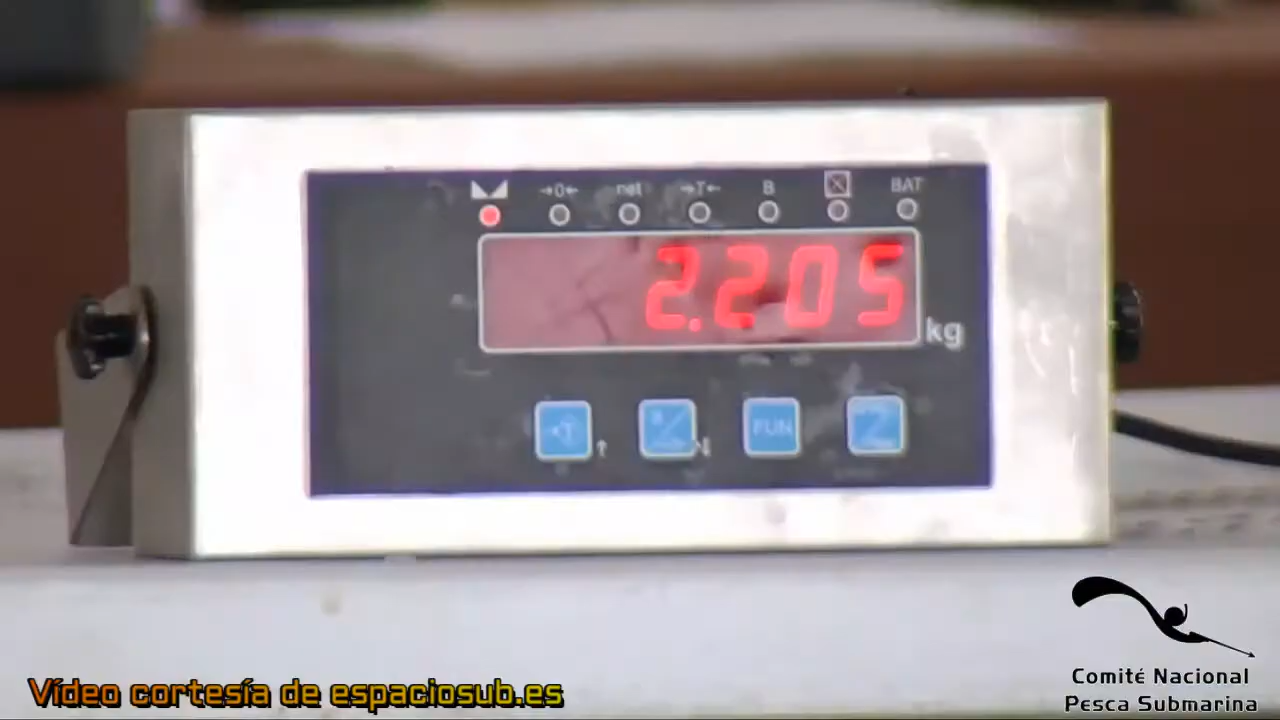 →0← net →T← B BAT
2.205
kg
FUN
Vídeo cortesía de espaciosub.es
Comité Nacional
Pesca Submarina